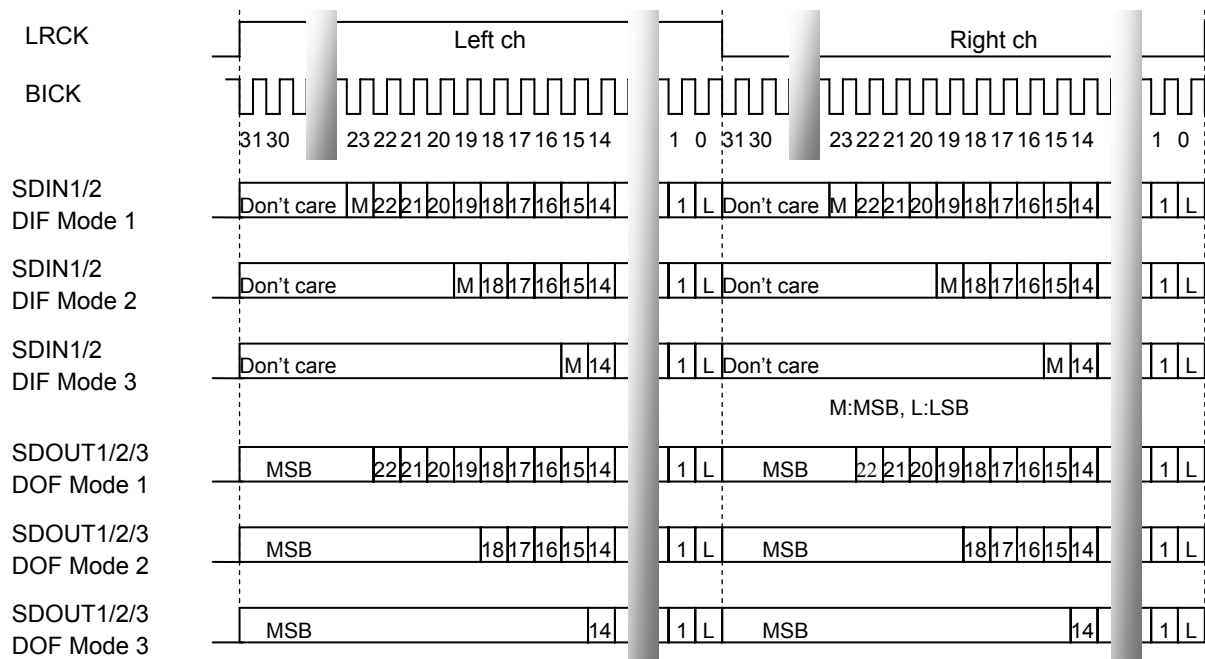 LRCK Left ch Right ch
BICK
31 30 23 22 21 20 19 18 17 16 15 14 1 0 31 30 23 22 21 20 19 18 17 16 15 14 1 0
SDIN1/2
DIF Mode 1
Don't care M 22 21 20 19 18 17 16 15 14 1 L Don't care M 22 21 20 19 18 17 16 15 14 1 L
SDIN1/2
DIF Mode 2
Don't care M 18 17 16 15 14 1 L Don't care M 18 17 16 15 14 1 L
SDIN1/2
DIF Mode 3
Don't care M 14 1 L Don't care M 14 1 L
M:MSB, L:LSB
SDOUT1/2/3
DOF Mode 1
MSB 22 21 20 19 18 17 16 15 14 1 L MSB 22 21 20 19 18 17 16 15 14 1 L
SDOUT1/2/3
DOF Mode 2
MSB 18 17 16 15 14 1 L MSB 18 17 16 15 14 1 L
SDOUT1/2/3
DOF Mode 3
MSB 14 1 L MSB 14 1 L